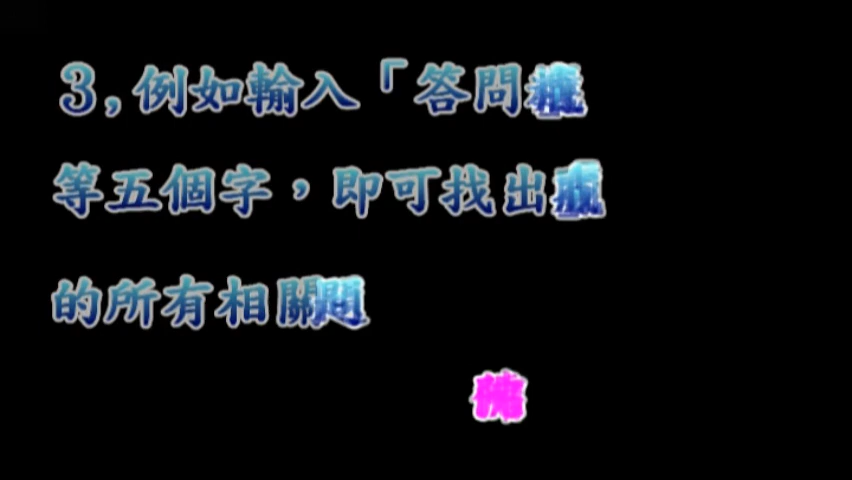 3,例如輸入「答問
等五個字，即可找出
的所有相關問